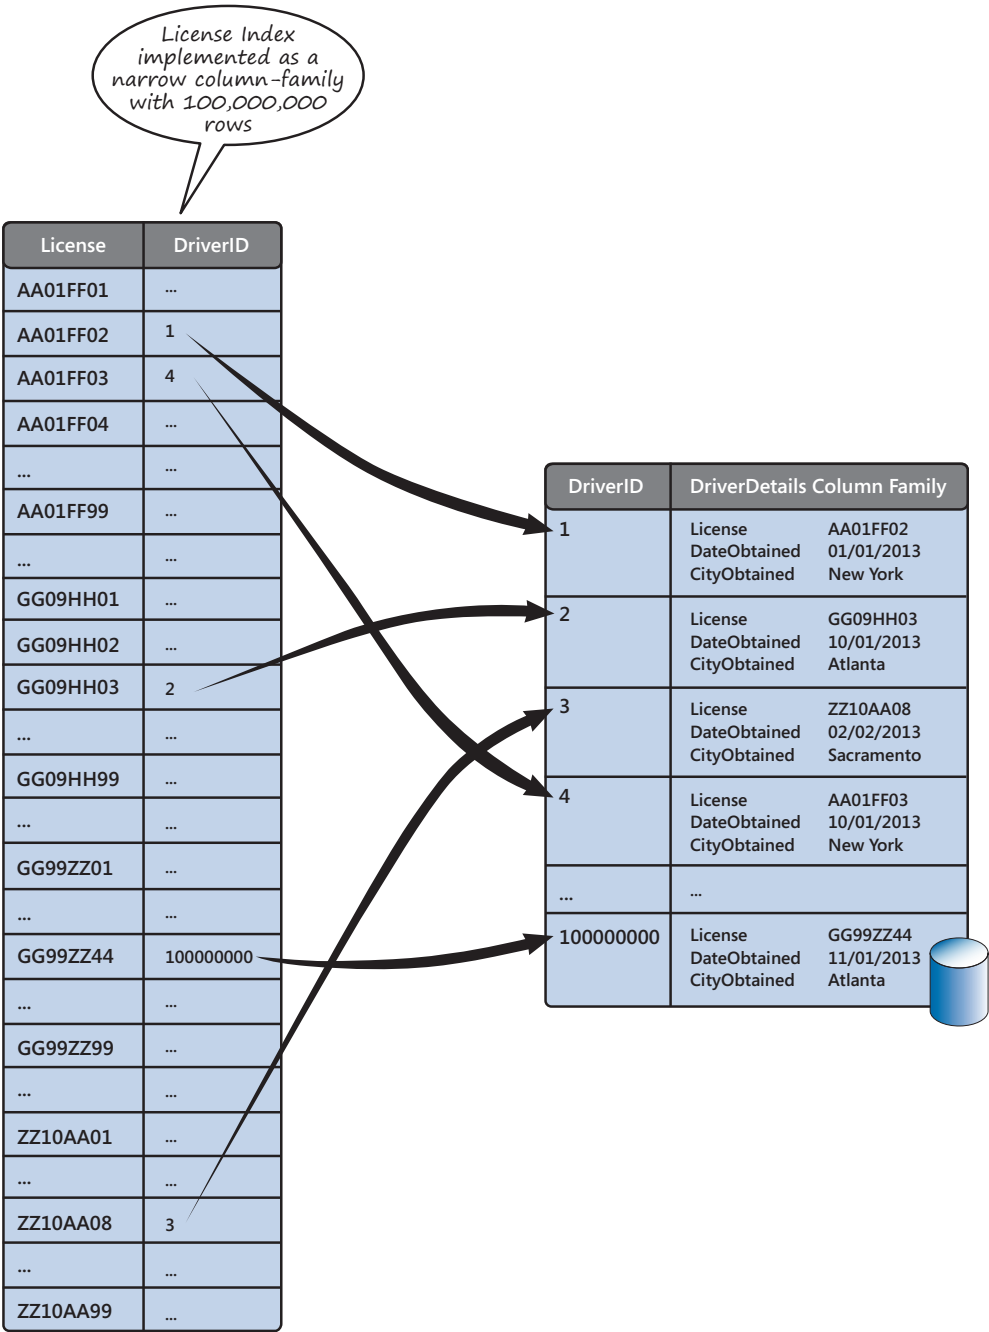 License Index
implemented as a
narrow column-family
with 100,000,000
rows
License DriverID
AA01FF01 ...
AA01FF02 1
AA01FF03 4
AA01FF04 ...
... ...
AA01FF99 ...
... ...
GG09HH01 ...
GG09HH02 ...
GG09HH03 2
... ...
GG09HH99 ...
... ...
GG99ZZ01 ...
... ...
GG99ZZ44 100000000
... ...
GG99ZZ99 ...
... ...
ZZ10AA01 ...
... ...
ZZ10AA08 3
... ...
ZZ10AA99 ...
DriverID DriverDetails Column Family
1 License AA01FF02
DateObtained 01/01/2013
CityObtained New York
2 License GG09HH03
DateObtained 10/01/2013
CityObtained Atlanta
3 License ZZ10AA08
DateObtained 02/02/2013
CityObtained Sacramento
4 License AA01FF03
DateObtained 10/01/2013
CityObtained New York
... ...
100000000 License GG99ZZ44
DateObtained 11/01/2013
CityObtained Atlanta